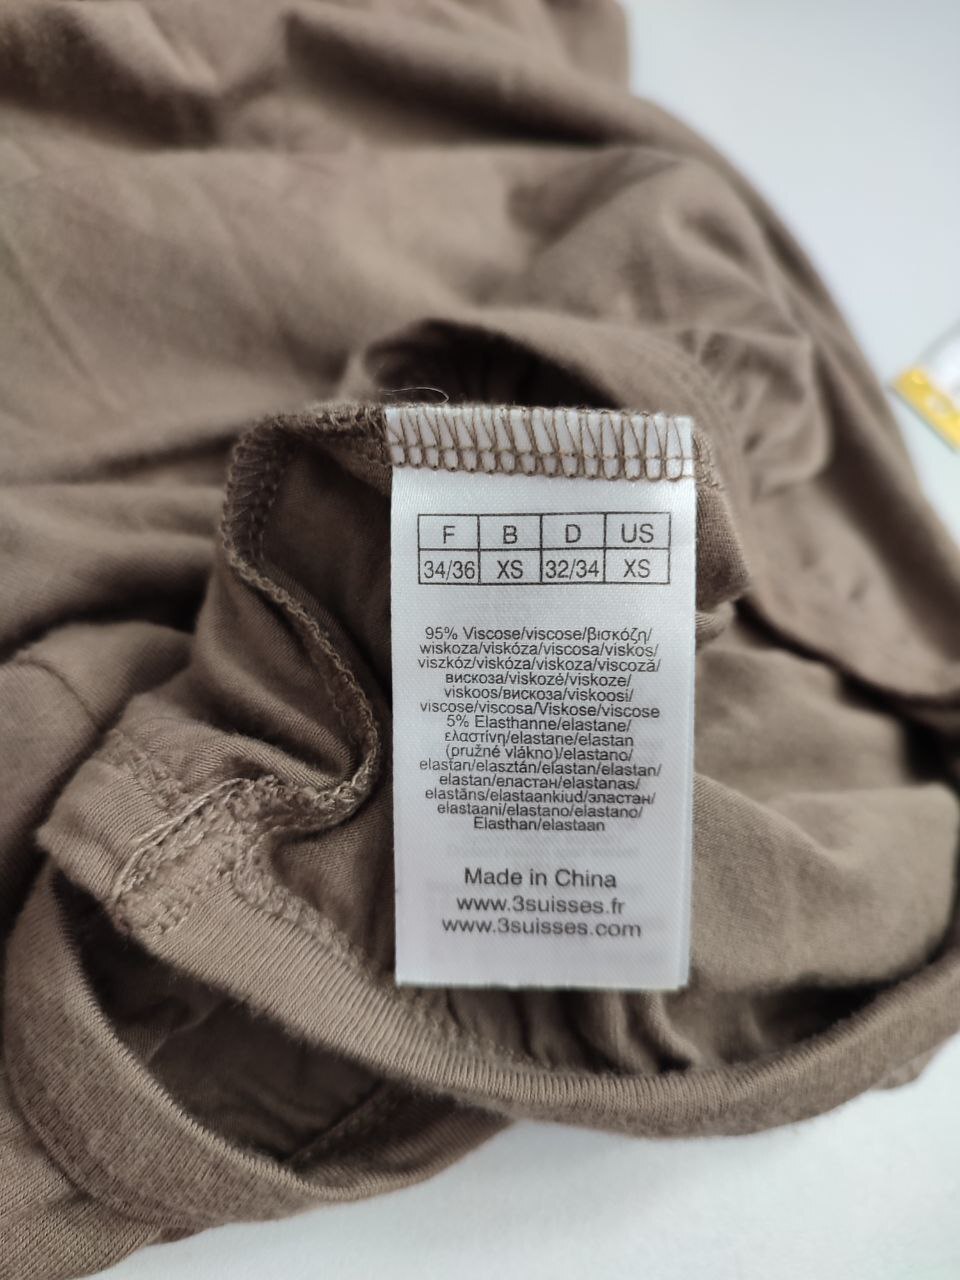 F B D US
34/36 XS 32/34 XS
95% Viscose/viscose/βισκόζη/
wiskoza/viskóza/viscosa/viskos/
viszkóz/viskóza/viskoza/viscoză/
вискоза/viskozé/viskoze/
viskoos/вискоза/viskoosi/
viscose/viscosa/Viskose/viscose
5% Elasthanne/elastane/
ελαστίνη/elastane/elastan
(pružné vlákno)/elastano/
elastan/elasztán/elastan/elastan/
elastan/еластан/elastanas/
elastāns/elastaankiud/эластан/
elastaani/elastano/elastano/
Elasthan/elastaan
Made in China
www.3suisses.fr
www.3suisses.com